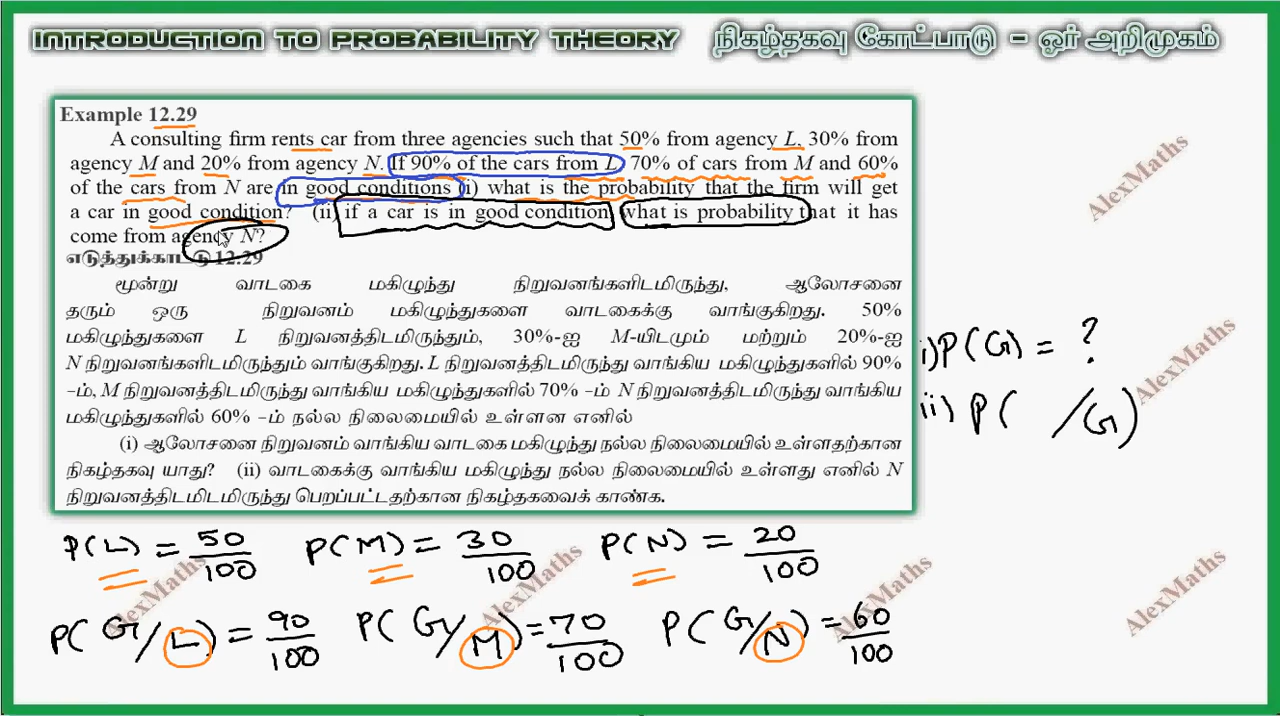 INTRODUCTION TO PROBABILITY THEORY நிகழ்தகவு கோட்பாடு - ஓர் அறிமுகம்
Example 12.29
A consulting firm rents car from three agencies such that 50% from agency L, 30% from
agency M and 20% from agency N. If 90% of the cars from L, 70% of cars from M and 60%
of the cars from N are in good conditions (i) what is the probability that the firm will get
a car in good condition? (ii) if a car is in good condition, what is probability that it has
come from agency N?
எடுத்துக்காட்டு 12.29
மூன்று வாடகை மகிழுந்து நிறுவனங்களிடமிருந்து, ஆலோசனை
தரும் ஒரு நிறுவனம் மகிழுந்துகளை வாடகைக்கு வாங்குகிறது. 50%
மகிழுந்துகளை L நிறுவனத்திடமிருந்தும், 30%-ஐ M-யிடமும் மற்றும் 20%-ஐ
N நிறுவனங்களிடமிருந்தும் வாங்குகிறது. L நிறுவனத்திடமிருந்து வாங்கிய மகிழுந்துகளில் 90%
-ம், M நிறுவனத்திடமிருந்து வாங்கிய மகிழுந்துகளில் 70% -ம் N நிறுவனத்திடமிருந்து வாங்கிய
மகிழுந்துகளில் 60% -ம் நல்ல நிலைமையில் உள்ளன எனில்
(i) ஆலோசனை நிறுவனம் வாங்கிய வாடகை மகிழுந்து நல்ல நிலைமையில் உள்ளதற்கான
நிகழ்தகவு யாது? (ii) வாடகைக்கு வாங்கிய மகிழுந்து நல்ல நிலைமையில் உள்ளது எனில் N
நிறுவனத்திடமிடமிருந்து பெறப்பட்டதற்கான நிகழ்தகவைக் காண்க.
i) P(G) = ?
ii) P( /G)
P(L) = 50/100 P(M) = 30/100 P(N) = 20/100
P(G/L) = 90/100 P(G/M) = 70/100 P(G/N) = 60/100
AlexMaths
AlexMaths
AlexMaths
AlexMaths
AlexMaths
AlexMaths
AlexMaths